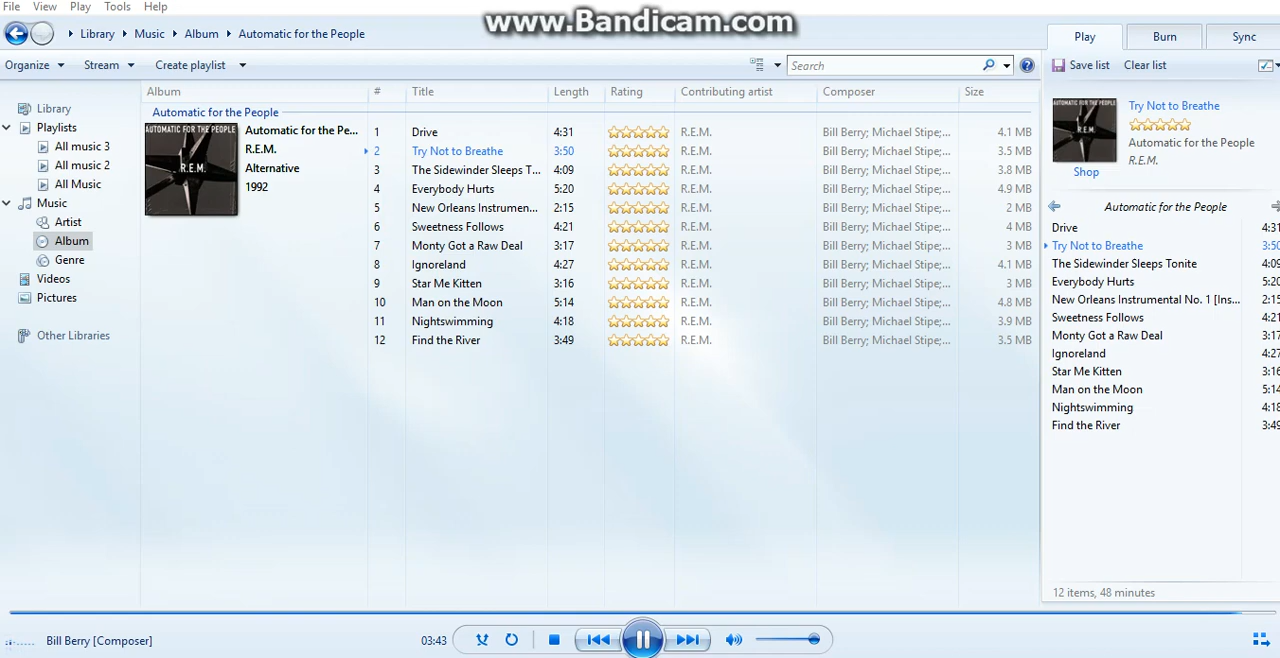 File View Play Tools Help
www.Bandicam.com
Library Music Album Automatic for the People
Play Burn Sync
Organize Stream Create playlist Search
Save list Clear list
Album # Title Length Rating Contributing artist Composer Size
Library
Playlists
All music 3
All music 2
All Music
Music
Artist
Album
Genre
Videos
Pictures
Other Libraries
Automatic for the People
AUTOMATIC FOR THE PEOPLE
R.E.M.
Automatic for the Pe...
R.E.M.
Alternative
1992
1 Drive 4:31 R.E.M. Bill Berry; Michael Stipe;... 4.1 MB
2 Try Not to Breathe 3:50 R.E.M. Bill Berry; Michael Stipe;... 3.5 MB
3 The Sidewinder Sleeps T... 4:09 R.E.M. Bill Berry; Michael Stipe;... 3.8 MB
4 Everybody Hurts 5:20 R.E.M. Bill Berry; Michael Stipe;... 4.9 MB
5 New Orleans Instrumen... 2:15 R.E.M. Bill Berry; Michael Stipe;... 2 MB
6 Sweetness Follows 4:21 R.E.M. Bill Berry; Michael Stipe;... 4 MB
7 Monty Got a Raw Deal 3:17 R.E.M. Bill Berry; Michael Stipe;... 3 MB
8 Ignoreland 4:27 R.E.M. Bill Berry; Michael Stipe;... 4.1 MB
9 Star Me Kitten 3:16 R.E.M. Bill Berry; Michael Stipe;... 3 MB
10 Man on the Moon 5:14 R.E.M. Bill Berry; Michael Stipe;... 4.8 MB
11 Nightswimming 4:18 R.E.M. Bill Berry; Michael Stipe;... 3.9 MB
12 Find the River 3:49 R.E.M. Bill Berry; Michael Stipe;... 3.5 MB
AUTOMATIC FOR THE PEOPLE
R.E.M.
Shop
Try Not to Breathe
Automatic for the People
R.E.M.
Automatic for the People
Drive 4:31
Try Not to Breathe 3:50
The Sidewinder Sleeps Tonite 4:09
Everybody Hurts 5:20
New Orleans Instrumental No. 1 [Ins... 2:15
Sweetness Follows 4:21
Monty Got a Raw Deal 3:17
Ignoreland 4:27
Star Me Kitten 3:16
Man on the Moon 5:14
Nightswimming 4:18
Find the River 3:49
12 items, 48 minutes
Bill Berry [Composer] 03:43